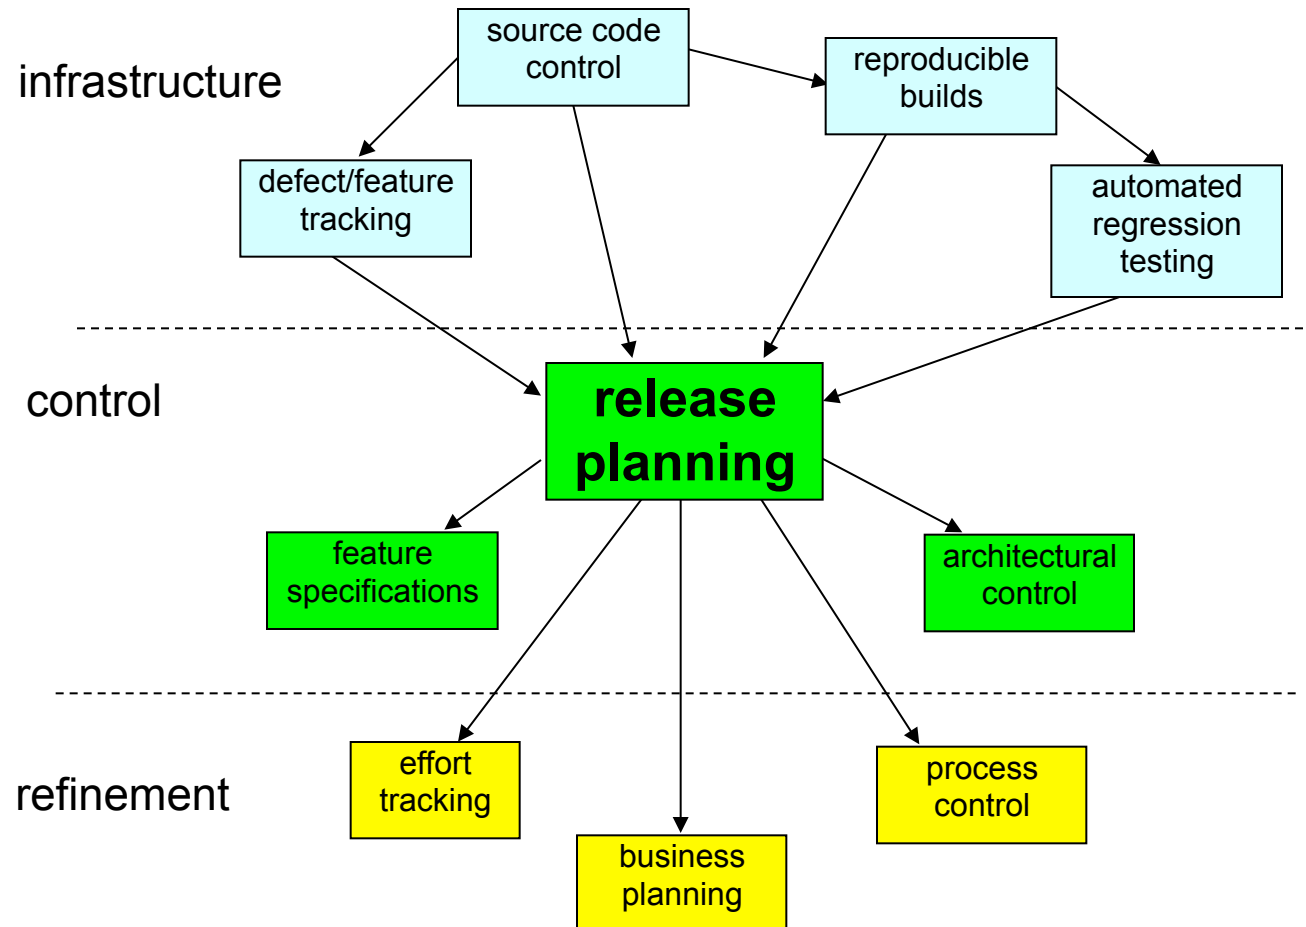 infrastructure
source code
control
reproducible
builds
defect/feature
tracking
automated
regression
testing
control
release
planning
feature
specifications
architectural
control
refinement
effort
tracking
process
control
business
planning